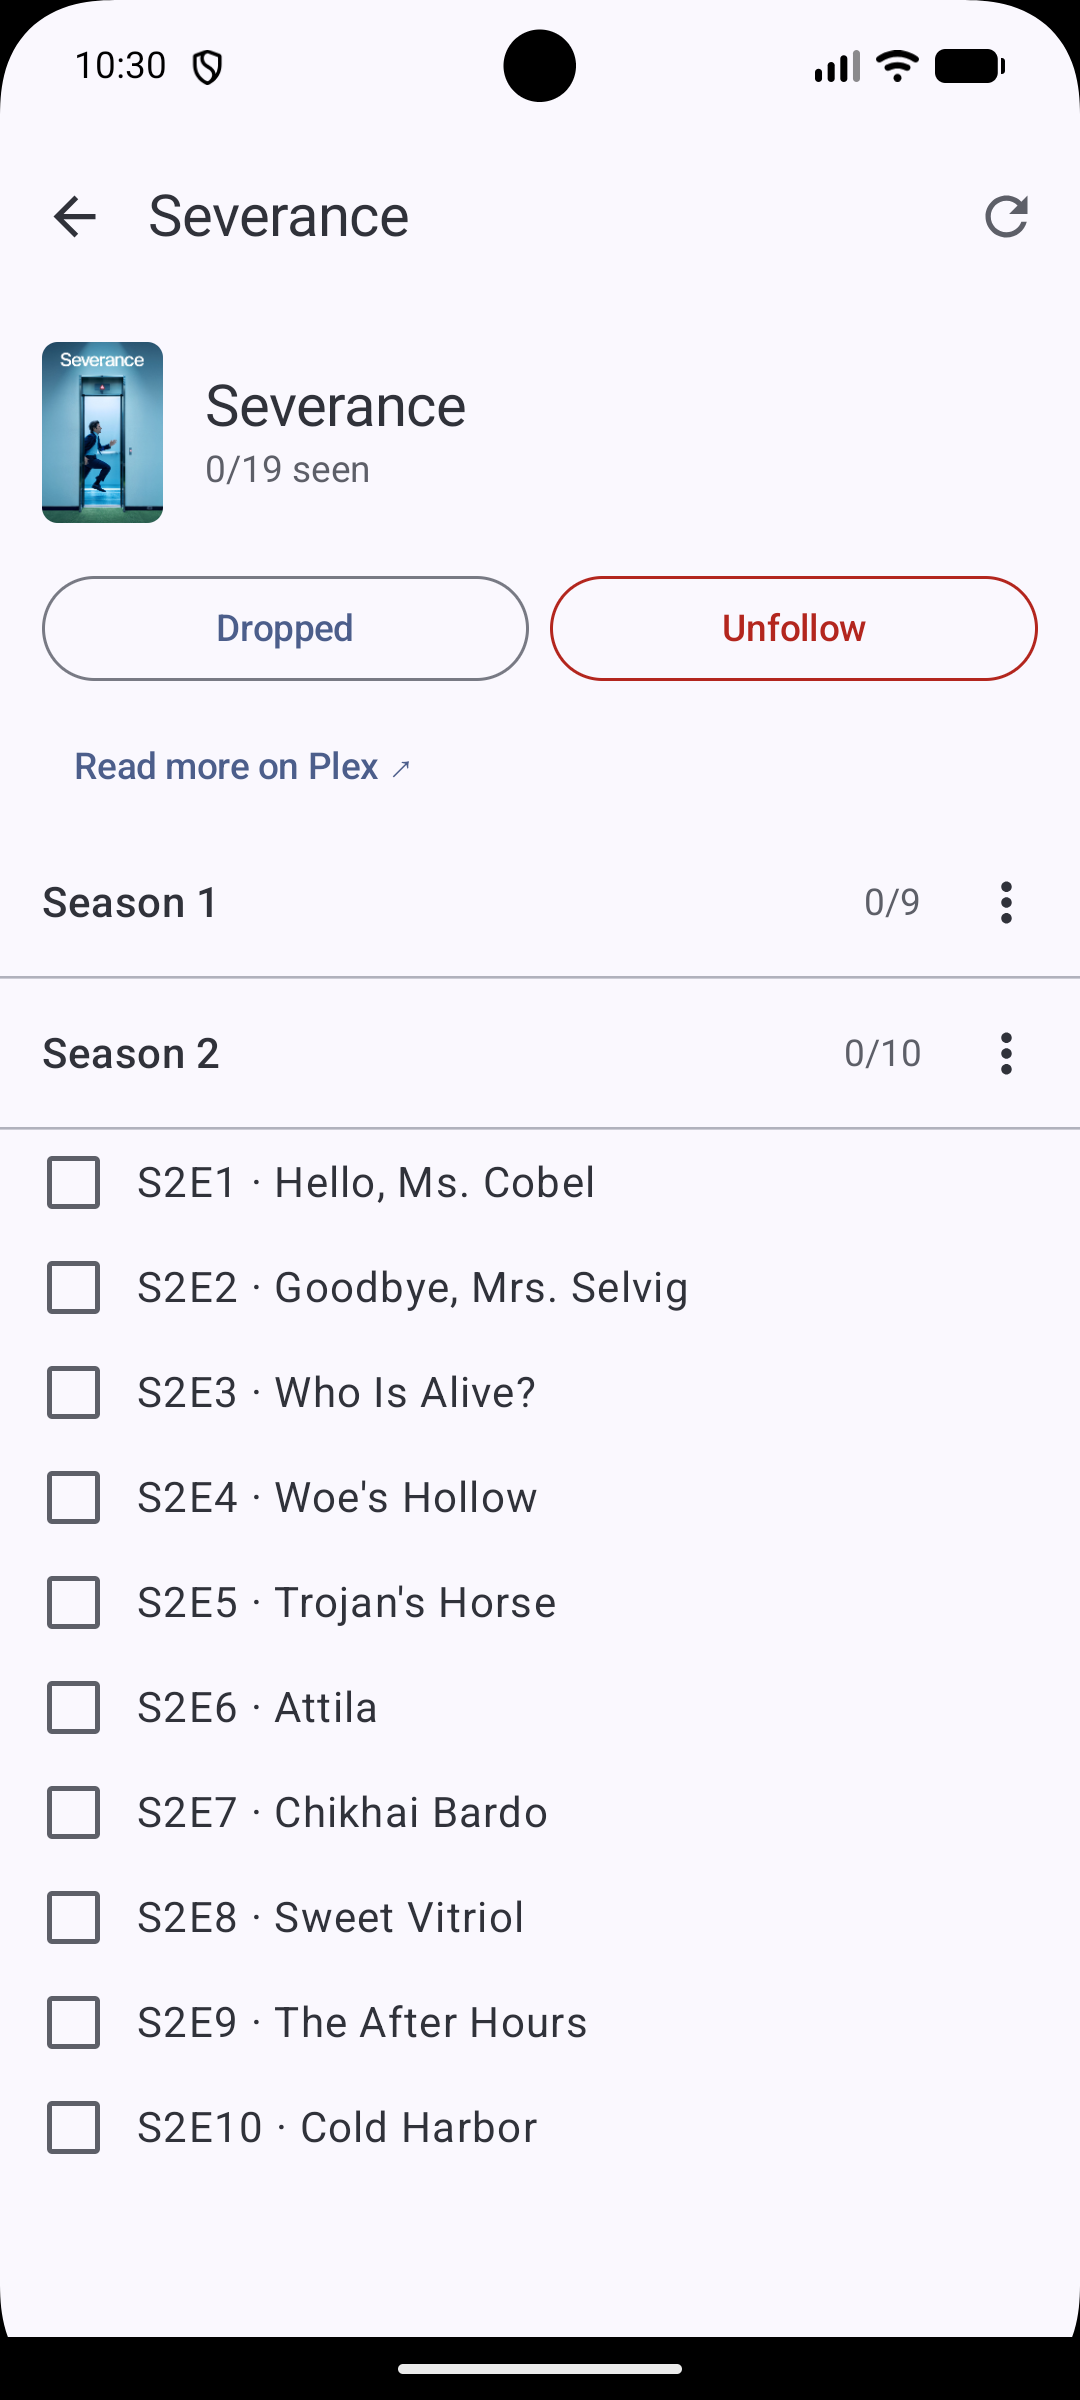 10:30
Severance
Severance
Severance
0/19 seen
Dropped
Unfollow
Read more on Plex ↗
Season 1
0/9
Season 2
0/10
S2E1 · Hello, Ms. Cobel
S2E2 · Goodbye, Mrs. Selvig
S2E3 · Who Is Alive?
S2E4 · Woe's Hollow
S2E5 · Trojan's Horse
S2E6 · Attila
S2E7 · Chikhai Bardo
S2E8 · Sweet Vitriol
S2E9 · The After Hours
S2E10 · Cold Harbor